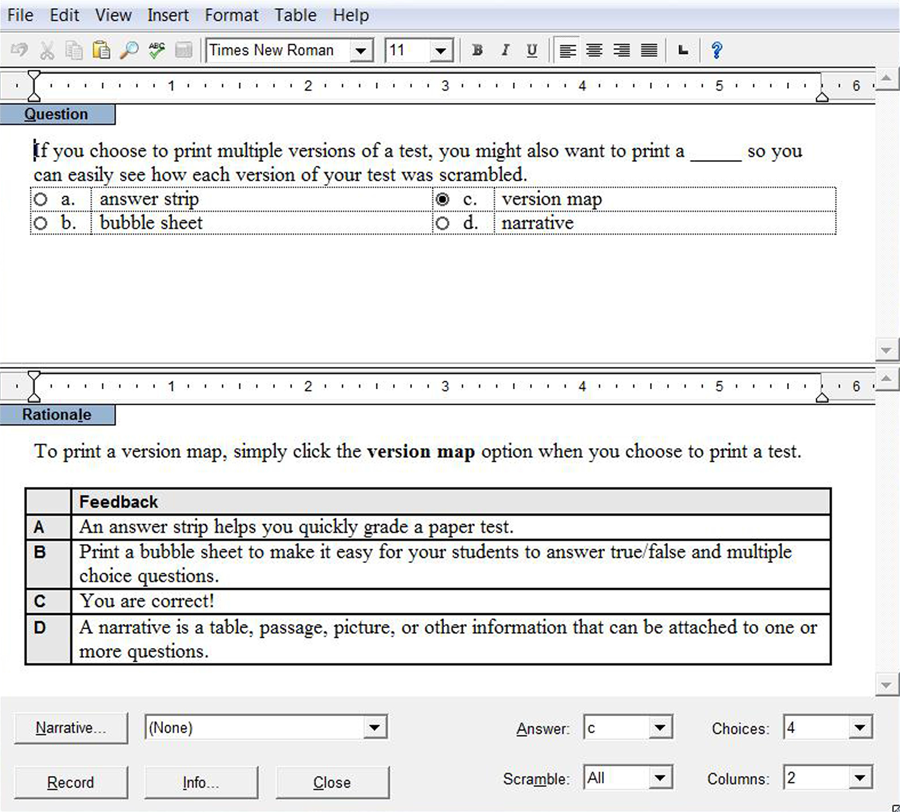 File Edit View Insert Format Table Help
Times New Roman 11 B I U L ?
1 2 3 4 5 6
Question
If you choose to print multiple versions of a test, you might also want to print a _____ so you
can easily see how each version of your test was scrambled.
a. answer strip c. version map
b. bubble sheet d. narrative
1 2 3 4 5 6
Rationale
To print a version map, simply click the version map option when you choose to print a test.
Feedback
A An answer strip helps you quickly grade a paper test.
B Print a bubble sheet to make it easy for your students to answer true/false and multiple
choice questions.
C You are correct!
D A narrative is a table, passage, picture, or other information that can be attached to one or
more questions.
Narrative... (None) Answer: c Choices: 4
Record Info... Close Scramble: All Columns: 2